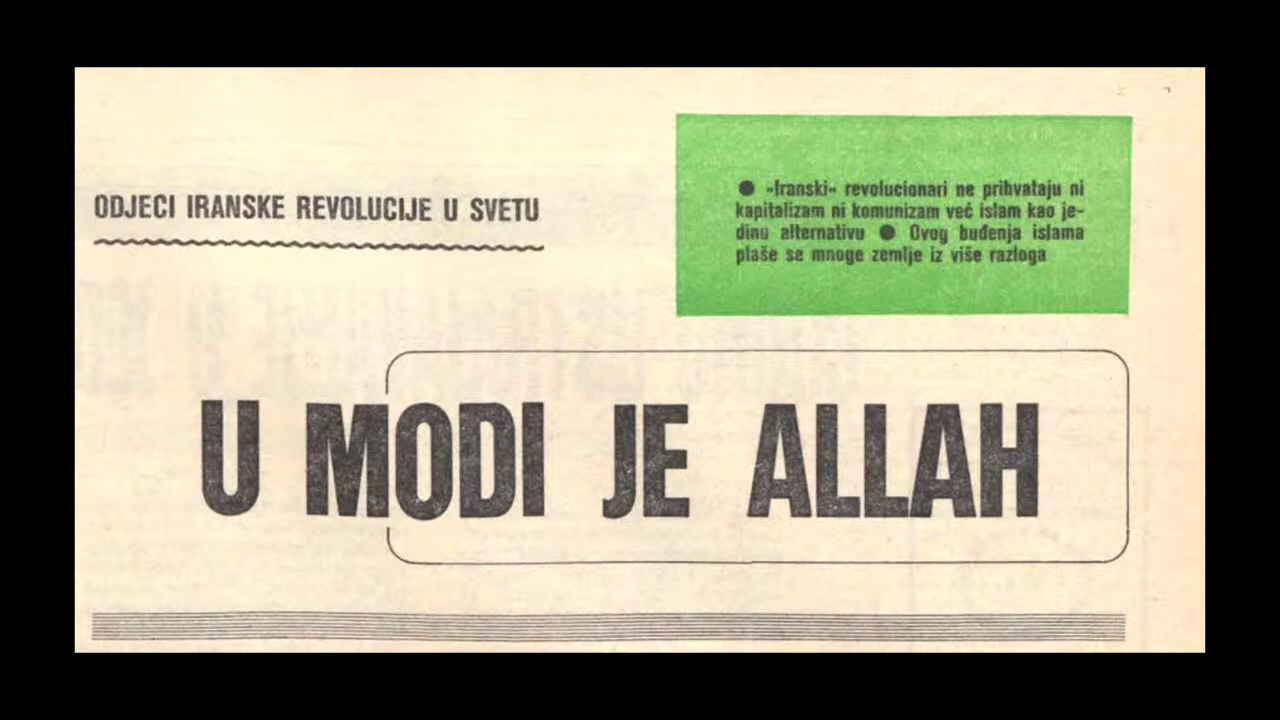 ODJECI IRANSKE REVOLUCIJE U SVETU
● »Iranski« revolucionari ne prihvataju ni
kapitalizam ni komunizam već islam kao je-
dinu alternativu ● Ovog buđenja islama
plaše se mnoge zemlje iz više razloga
U MODI JE ALLAH